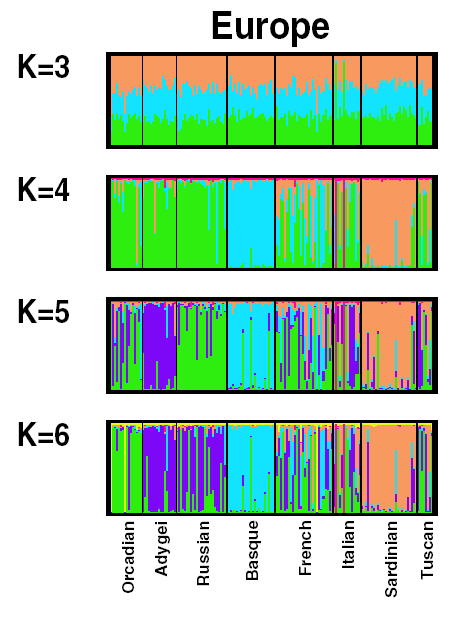 Europe
K=3
K=4
K=5
K=6
Orcadian
Adygei
Russian
Basque
French
Italian
Sardinian
Tuscan